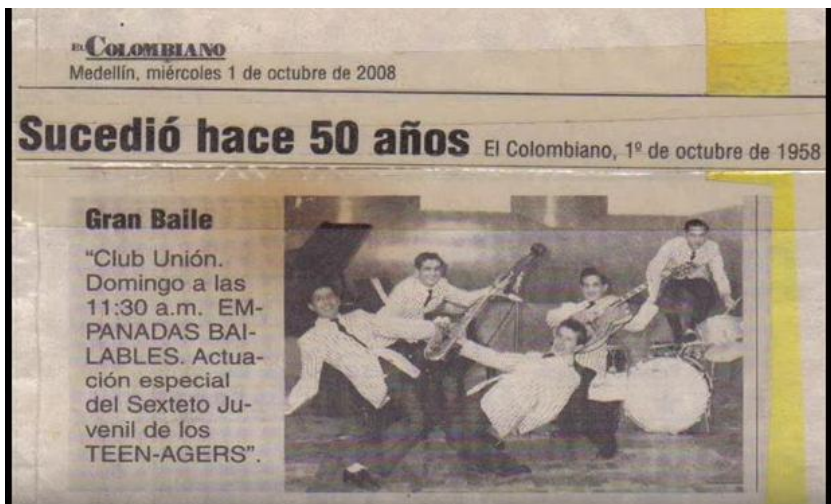 EL COLOMBIANO
Medellín, miércoles 1 de octubre de 2008
Sucedió hace 50 años El Colombiano, 1º de octubre de 1958
Gran Baile
“Club Unión.
Domingo a las
11:30 a.m. EM-
PANADAS BAI-
LABLES. Actua-
ción especial
del Sexteto Ju-
venil de los
TEEN-AGERS”.